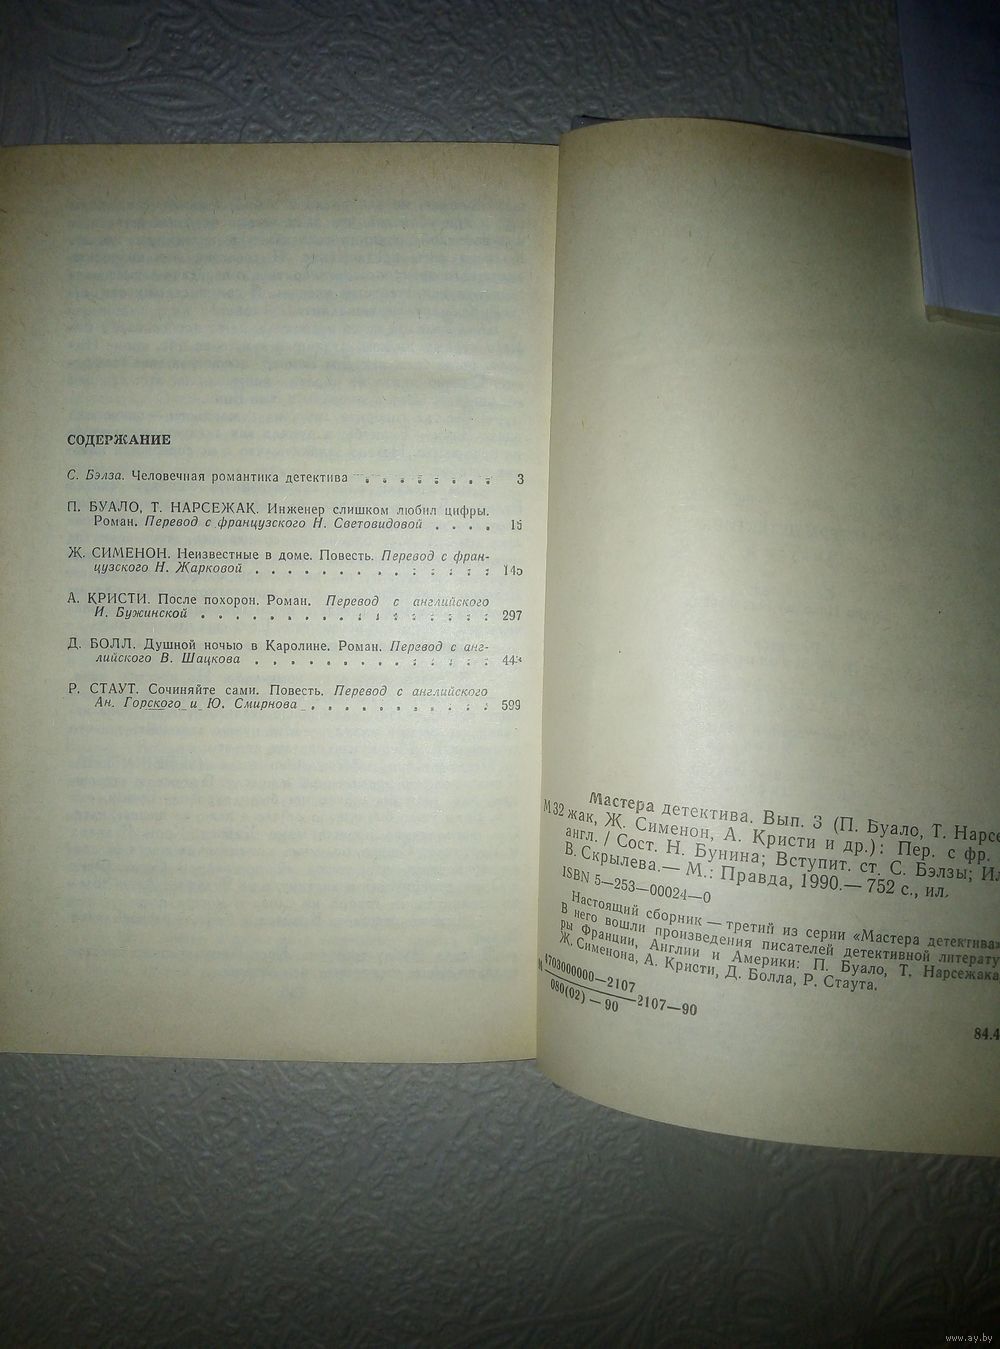 СОДЕРЖАНИЕ
С. Бэлза. Человечная романтика детектива . . . . . . . . 3
П. БУАЛО, Т. НАРСЕЖАК. Инженер слишком любил цифры.
Роман. Перевод с французского Н. Световидовой . . . . 15
Ж. СИМЕНОН. Неизвестные в доме. Повесть. Перевод с фран-
цузского Н. Жарковой . . . . . . . . . . . . . .
А. КРИСТИ. После похорон. Роман. Перевод с английского
И. Бужинской . . . . . . . . . . . . . . . . 297
Д. БОЛЛ. Душной ночью в Каролине. Роман. Перевод с анг-
лийского В. Шацкова . . . . . . . . . . . . . .
Р. СТАУТ. Сочиняйте сами. Повесть. Перевод с английского
Ан. Горского и Ю. Смирнова . . . . . . . . . . . 599
Мастера детектива. Вып. 3 (П. Буало, Т. Нарсе
М 32 жак, Ж. Сименон, А. Кристи и др.): Пер. с фр.
англ. / Сост. Н. Бунина; Вступит. ст. С. Бэлзы; Ил
В. Скрылева.— М.: Правда, 1990.— 752 с., ил.
ISBN 5—253—00024—0
Настоящий сборник — третий из серии «Мастера детектива»
В него вошли произведения писателей детективной литерату-
ры Франции, Англии и Америки: П. Буало, Т. Нарсежака
Ж. Сименона, А. Кристи, Д. Болла, Р. Стаута.
М 4703000000—2107
080(02)—90 —2107—90
84.4
www.ay.by